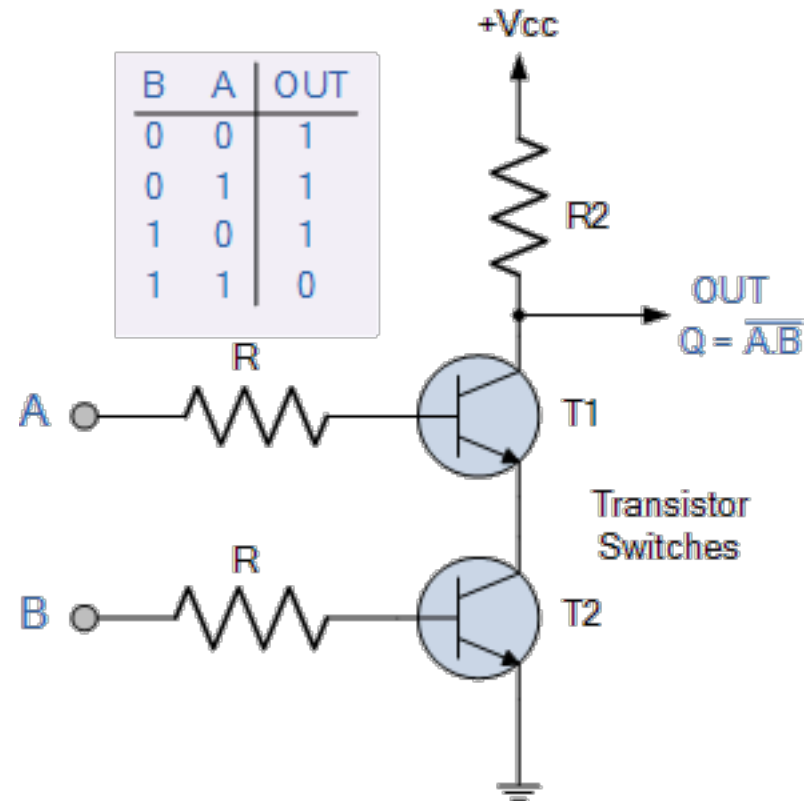 +Vcc
B A OUT
0 0 1
0 1 1
1 0 1
1 1 0
R2
OUT
Q = A̅.̅B̅
R
A
T1
Transistor
Switches
R
B
T2